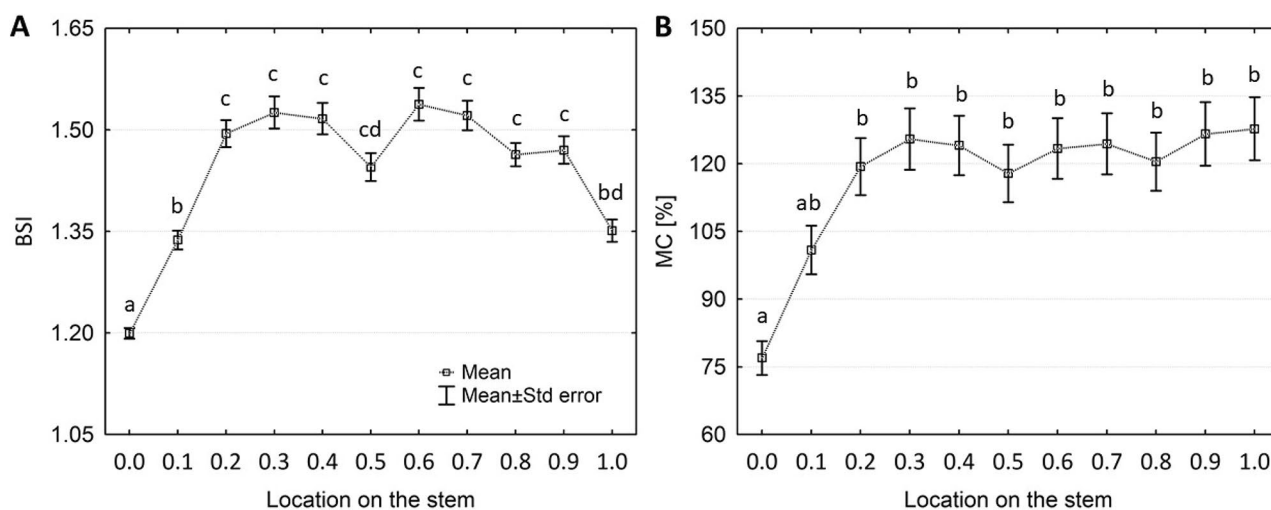 A
1.65
1.50
1.35
1.20
1.05
BSI
a
b
c
c
c
cd
c
c
c
c
bd
Mean
Mean±Std error
0.0 0.1 0.2 0.3 0.4 0.5 0.6 0.7 0.8 0.9 1.0
Location on the stem
B
150
135
120
105
90
75
60
MC [%]
a
ab
b
b
b
b
b
b
b
b
b
0.0 0.1 0.2 0.3 0.4 0.5 0.6 0.7 0.8 0.9 1.0
Location on the stem